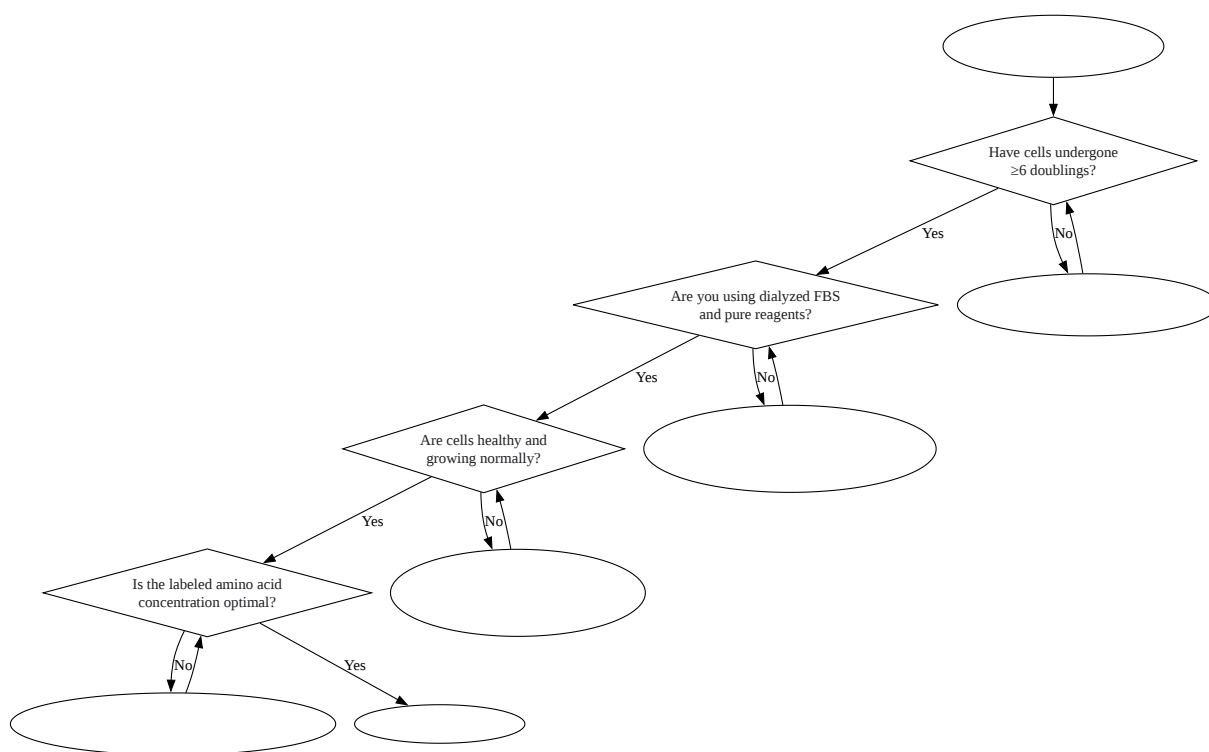 Have cells undergone
≥6 doublings?
Yes
No
Are you using dialyzed FBS
and pure reagents?
Yes
No
Are cells healthy and
growing normally?
Yes
No
Is the labeled amino acid
concentration optimal?
No
Yes